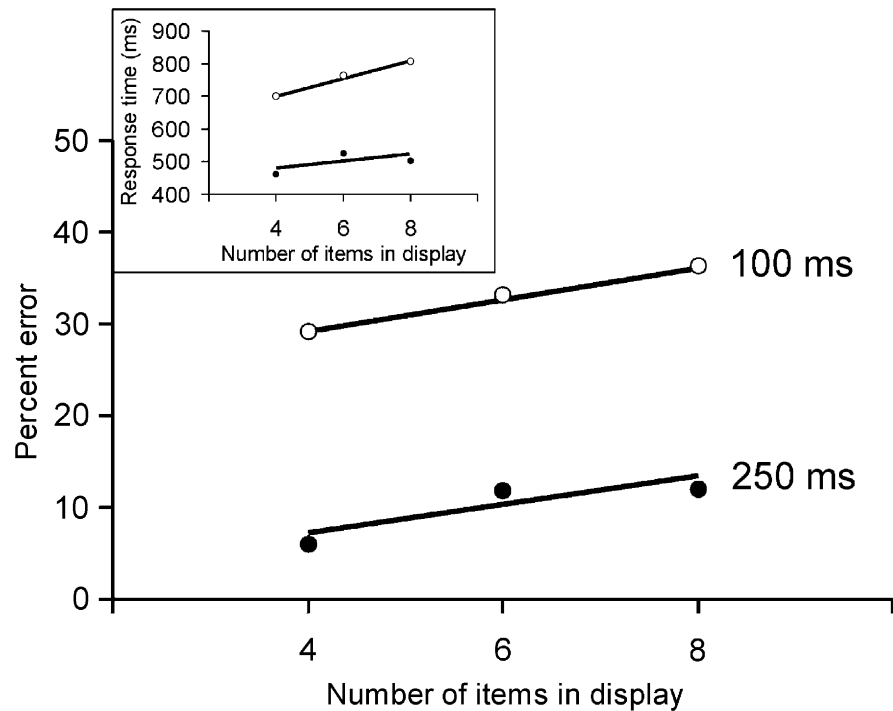 Response time (ms)
900
800
700
600
500
400
4 6 8
Number of items in display
Percent error
50
40
30
20
10
0
100 ms
250 ms
4 6 8
Number of items in display